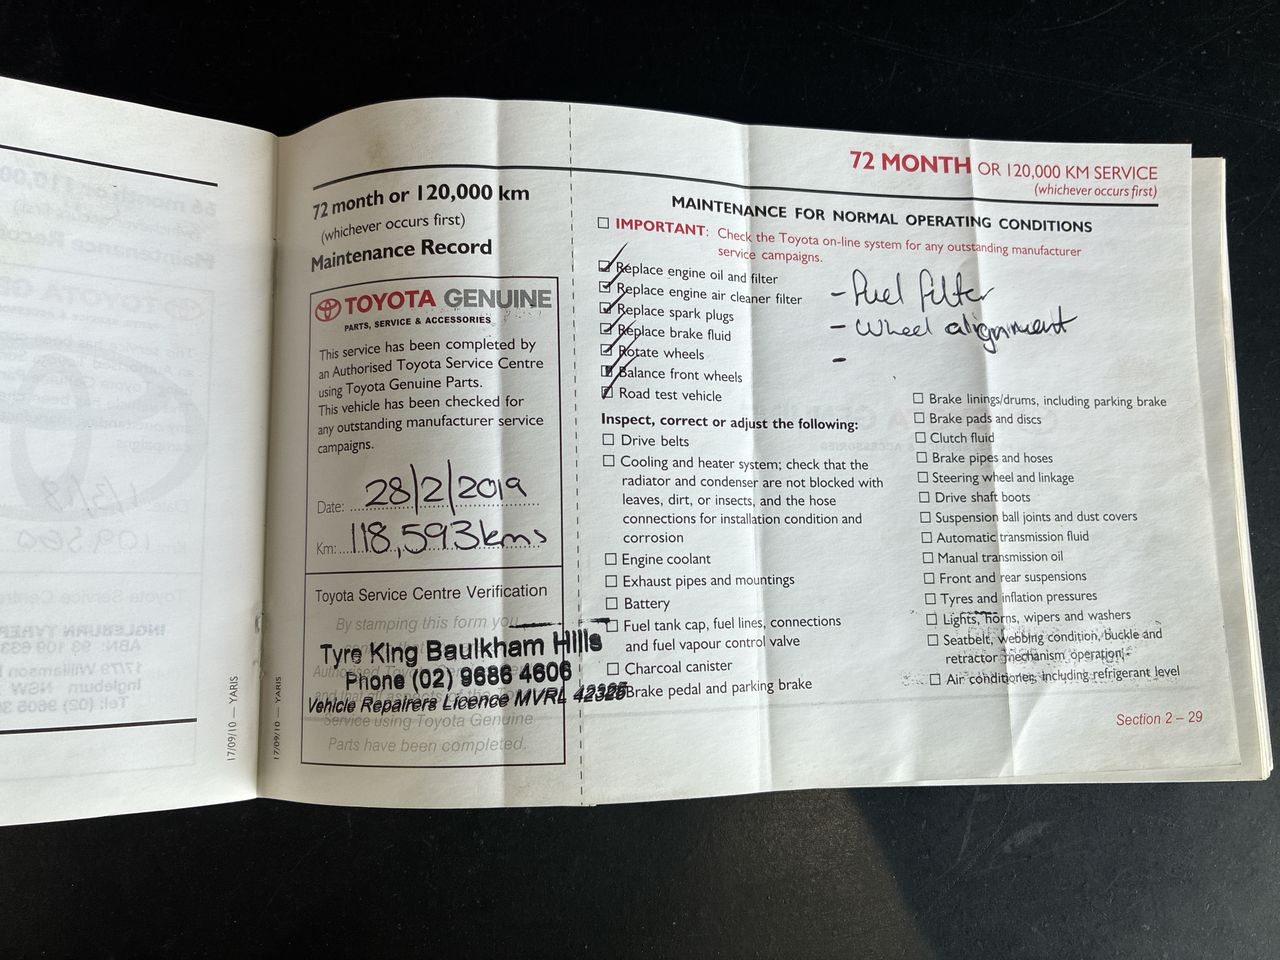 72 month or 120,000 km
(whichever occurs first)
Maintenance Record
TOYOTA GENUINE
PARTS, SERVICE & ACCESSORIES
This service has been completed by
an Authorised Toyota Service Centre
using Toyota Genuine Parts.
This vehicle has been checked for
any outstanding manufacturer service
campaigns.
Date: 28/2/2019
Km: 118,593kms
Toyota Service Centre Verification
By stamping this form you
Tyre King Baulkham Hills
Phone (02) 9686 4606
Vehicle Repairers Licence MVRL
Service using Toyota Genuine
Parts have been completed.
17/09/10 — YARIS
17/09/10 — YARIS
72 MONTH OR 120,000 KM SERVICE
(whichever occurs first)
MAINTENANCE FOR NORMAL OPERATING CONDITIONS
IMPORTANT: Check the Toyota on-line system for any outstanding manufacturer
service campaigns.
Replace engine oil and filter
Replace engine air cleaner filter
Replace spark plugs
Replace brake fluid
Rotate wheels
Balance front wheels
Road test vehicle
- Fuel filter
- Wheel alignment
-
Inspect, correct or adjust the following:
Drive belts
Cooling and heater system; check that the
radiator and condenser are not blocked with
leaves, dirt, or insects, and the hose
connections for installation condition and
corrosion
Engine coolant
Exhaust pipes and mountings
Battery
Fuel tank cap, fuel lines, connections
and fuel vapour control valve
Charcoal canister
Brake pedal and parking brake
Brake linings/drums, including parking brake
Brake pads and discs
Clutch fluid
Brake pipes and hoses
Steering wheel and linkage
Drive shaft boots
Suspension ball joints and dust covers
Automatic transmission fluid
Manual transmission oil
Front and rear suspensions
Tyres and inflation pressures
Lights, horns, wipers and washers
Seatbelt, webbing condition, buckle and
retractor mechanism operation
Air conditioner, including refrigerant level
Section 2 – 29